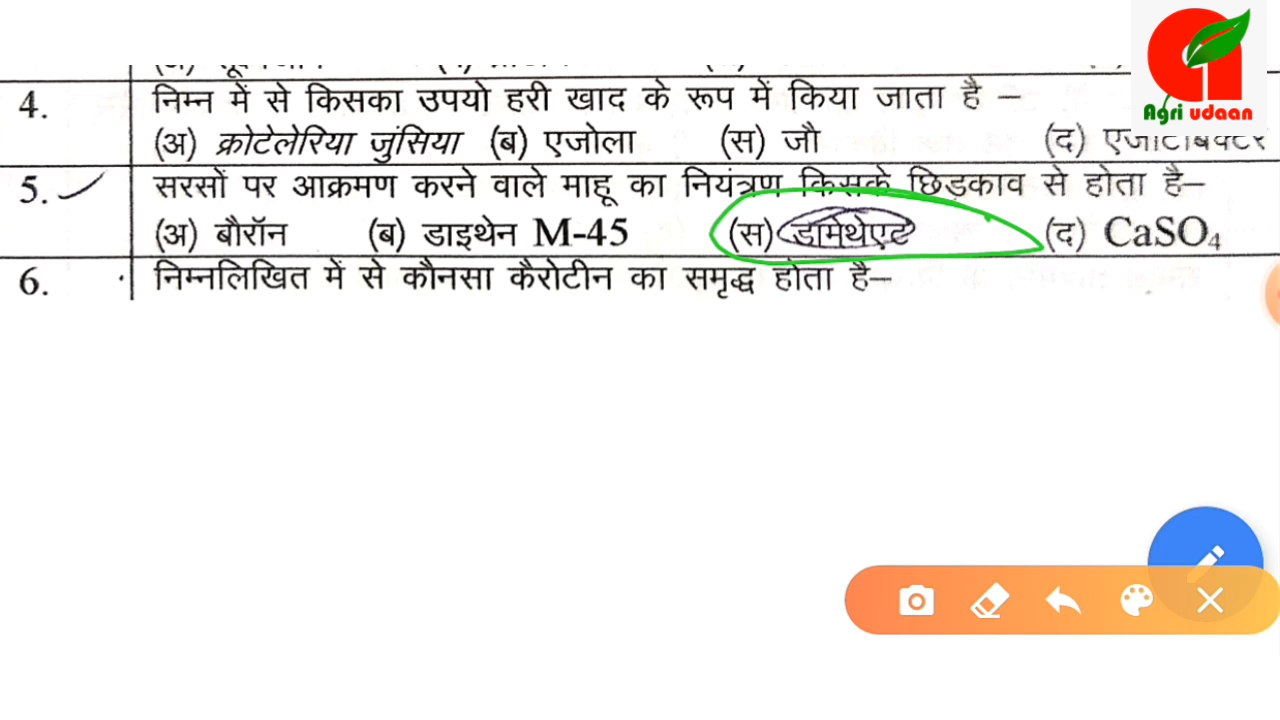 Agri udaan
4. निम्न में से किसका उपयो हरी खाद के रूप में किया जाता है –
(अ) क्रोटेलेरिया जुंसिया (ब) एजोला (स) जौ (द) एजोटोबैक्टर
5. सरसों पर आक्रमण करने वाले माहू का नियंत्रण किसके छिड़काव से होता है–
(अ) बौरॉन (ब) डाइथेन M-45 (स) डामेथेएट (द) CaSO₄
6. निम्नलिखित में से कौनसा कैरोटीन का समृद्ध होता है–